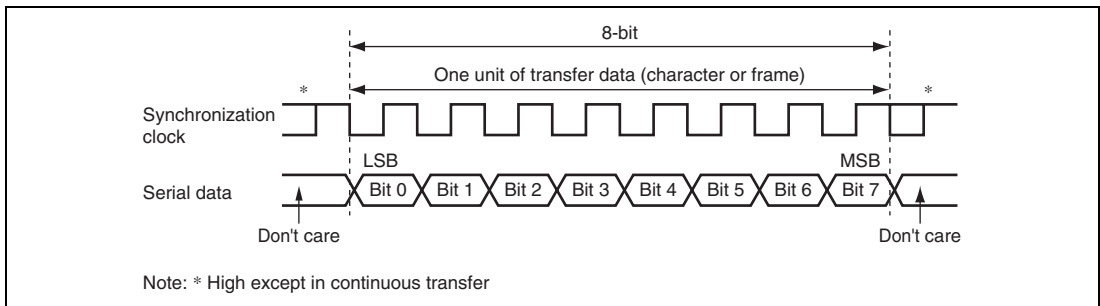 8-bit
One unit of transfer data (character or frame)
* *
Synchronization
clock
LSB MSB
Serial data Bit 0 Bit 1 Bit 2 Bit 3 Bit 4 Bit 5 Bit 6 Bit 7
Don't care Don't care
Note: * High except in continuous transfer